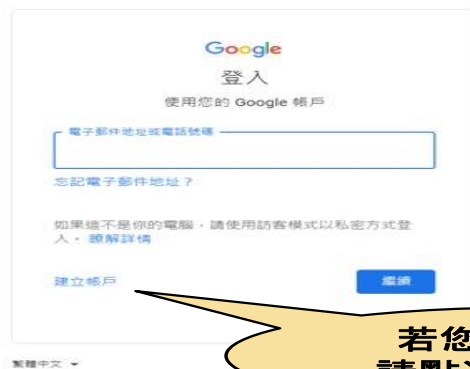 Google
登入
使用您的 Google 帳戶
電子郵件地址或電話號碼
忘記電子郵件地址？
如果這不是你的電腦，請使用訪客模式以私密方式登
入。瞭解詳情
建立帳戶
繼續
繁體中文
若您
請點